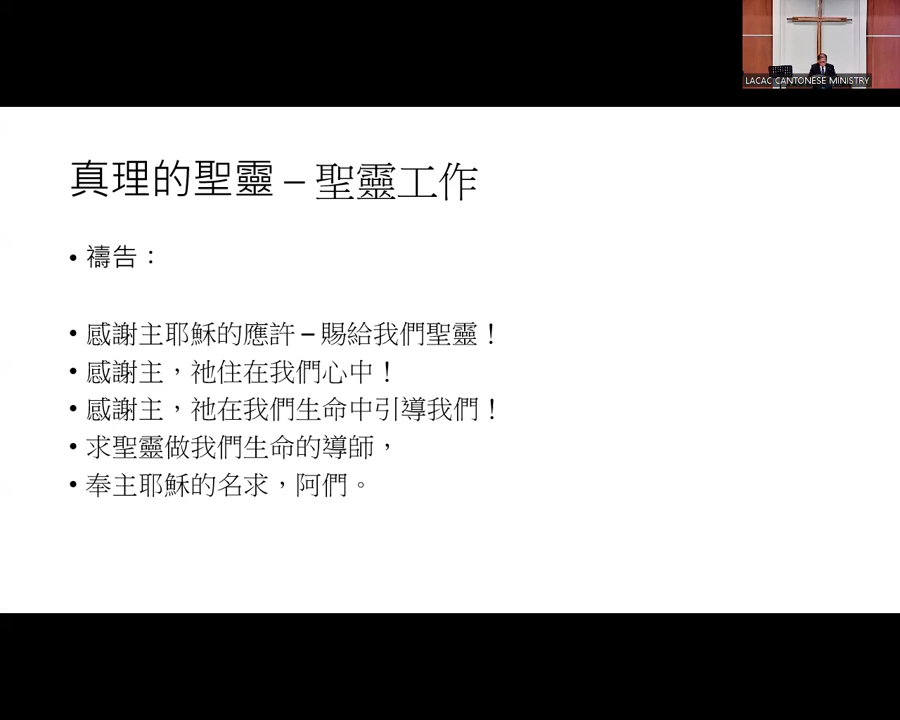 LACAC CANTONESE MINISTRY
真理的聖靈 – 聖靈工作
• 禱告：
• 感謝主耶穌的應許 – 賜給我們聖靈！
• 感謝主，祂住在我們心中！
• 感謝主，祂在我們生命中引導我們！
• 求聖靈做我們生命的導師，
• 奉主耶穌的名求，阿們。